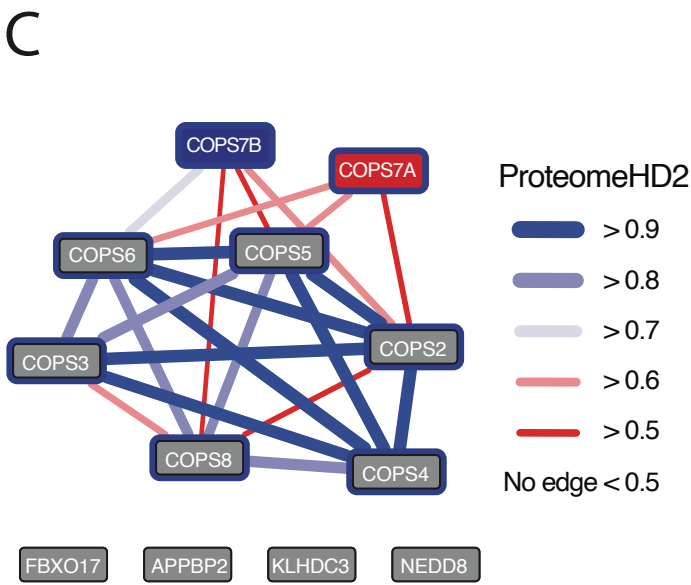 C
COPS7B
COPS7A
ProteomeHD2
> 0.9
COPS6
COPS5
> 0.8
> 0.7
COPS3
COPS2
> 0.6
> 0.5
COPS8
COPS4
No edge < 0.5
FBXO17
APPBP2
KLHDC3
NEDD8